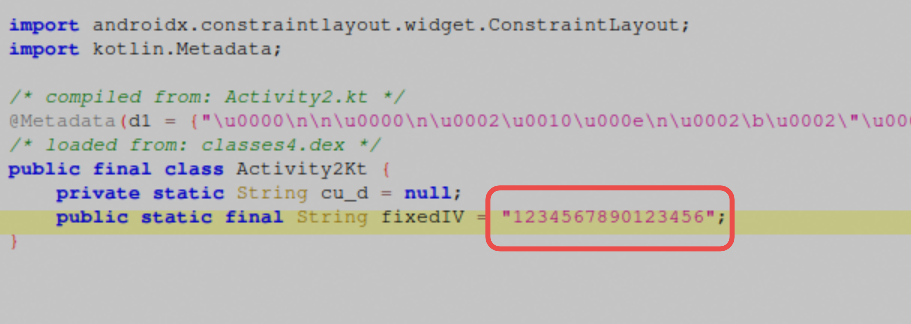 import androidx.constraintlayout.widget.ConstraintLayout;
import kotlin.Metadata;
/* compiled from: Activity2.kt */
@Metadata(d1 = {"\u0000\n\n\u0000\n\u0002\u0010\u000e\n\u0002\b\u0002\"\u00
/* loaded from: classes4.dex */
public final class Activity2Kt {
    private static String cu_d = null;
    public static final String fixedIV = "1234567890123456";
}